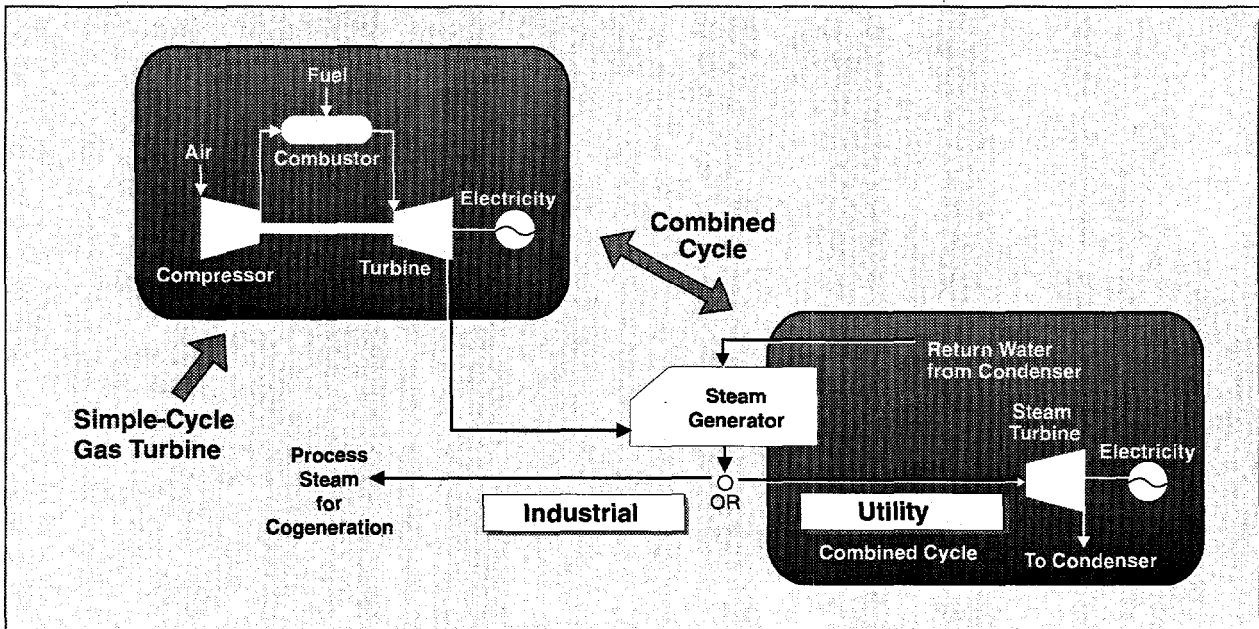 Fuel
Combustor
Air
Electricity
Compressor
Turbine
Combined
Cycle
Simple-Cycle
Gas Turbine
Return Water
from Condenser
Steam
Generator
Steam
Turbine
Electricity
Process
Steam
for
Cogeneration
Industrial
OR
Utility
Combined Cycle
To Condenser